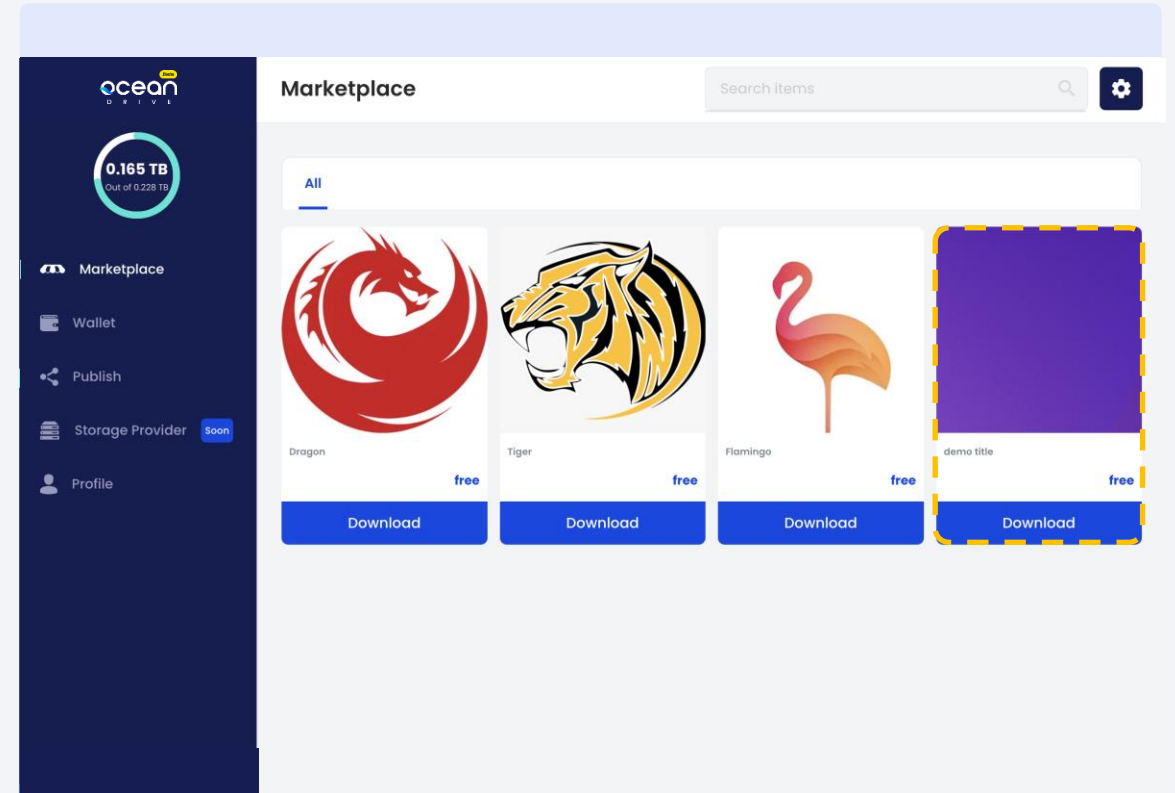 Beta
ocean
DRIVE
0.165 TB
Out of 0.228 TB
Marketplace
Wallet
Publish
Storage Provider Soon
Profile
Marketplace
Search items
All
Dragon
free
Download
Tiger
free
Download
Flamingo
free
Download
demo title
free
Download